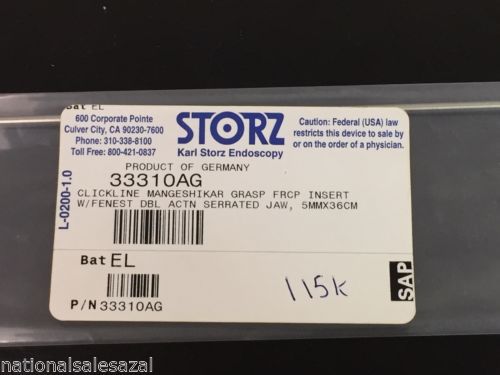 Bat EL
600 Corporate Pointe
Culver City, CA 90230-7600
Phone: 310-338-8100
Toll Free: 800-421-0837
STORZ
Karl Storz Endoscopy
Caution: Federal (USA) law
restricts this device to sale by
or on the order of a physician.
PRODUCT OF GERMANY
33310AG
CLICKLINE MANGESHIKAR GRASP FRCP INSERT
W/FENEST DBL ACTN SERRATED JAW, 5MMX36CM
L-0200-1.0
Bat EL
115K
SAP
P/N 33310AG
nationalsalesazal